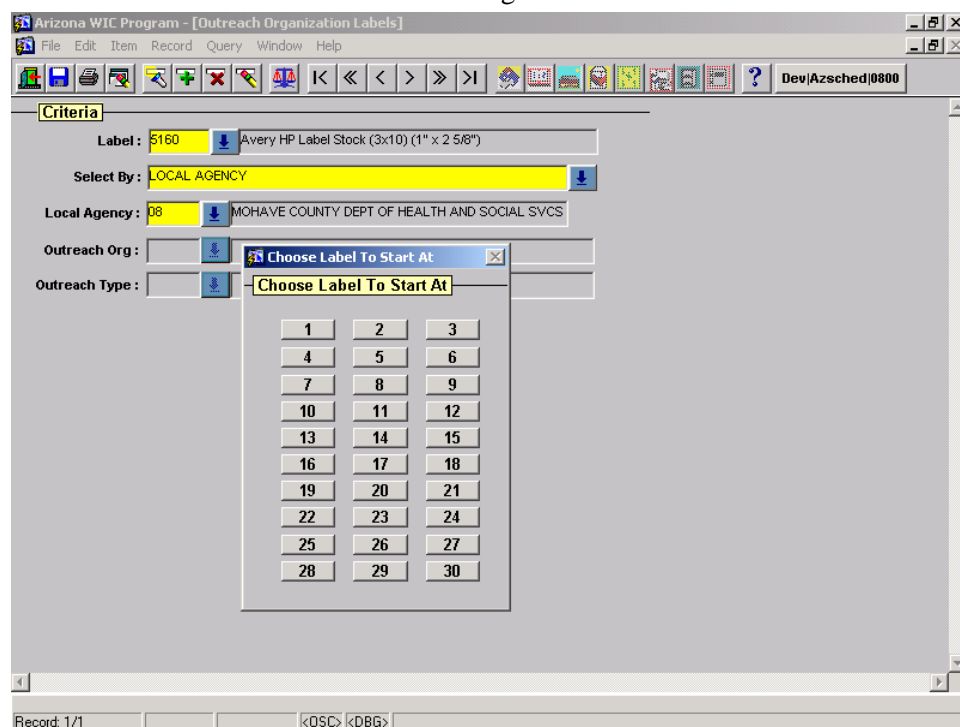 Arizona WIC Program - [Outreach Organization Labels]
File Edit Item Record Query Window Help
? Dev|Azsched|0800
Criteria
Label : 5160 Avery HP Label Stock (3x10) (1" x 2 5/8")
Select By : LOCAL AGENCY
Local Agency : 08 MOHAVE COUNTY DEPT OF HEALTH AND SOCIAL SVCS
Outreach Org :
Outreach Type :
Choose Label To Start At
Choose Label To Start At
1 2 3
4 5 6
7 8 9
10 11 12
13 14 15
16 17 18
19 20 21
22 23 24
25 26 27
28 29 30
Record: 1/1 <OSC> <DBG>